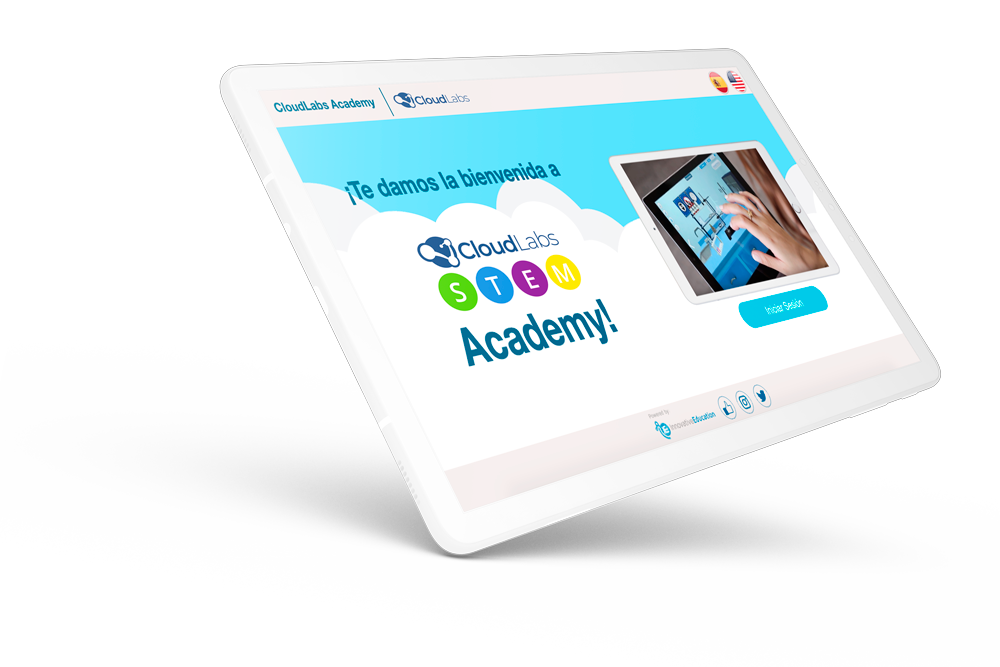 CloudLabs Academy
CloudLabs
¡Te damos la bienvenida a
CloudLabs
S T E M
Academy!
Iniciar Sesión
Powered by
InnovativeEducation